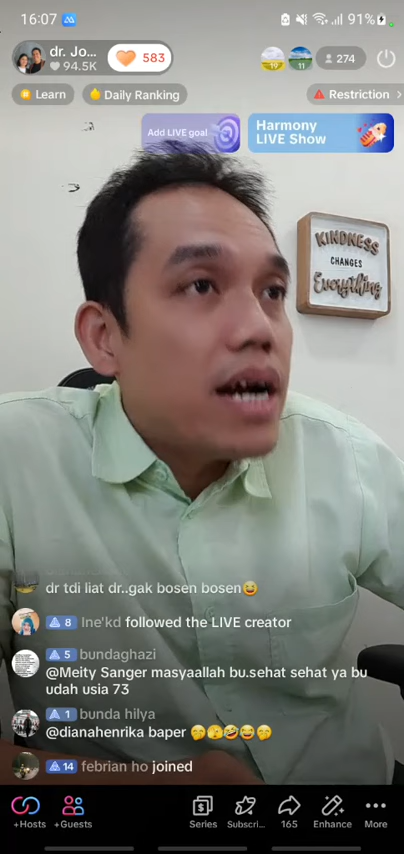 16:07
91%
dr. Jo...
94.5K
583
10
11
274
Learn
Daily Ranking
Restriction
Add LIVE goal
Harmony
LIVE Show
KINDNESS
CHANGES
Everything
dr tdi liat dr..gak bosen bosen😆
8 Ine'kd followed the LIVE creator
5 bundaghazi
@Meity Sanger masyaallah bu.sehat sehat ya bu
udah usia 73
1 bunda hilya
@dianahenrika baper 🤭🫣🤣😂🤭
14 febrian ho joined
+Hosts
+Guests
Series
Subscri...
165
Enhance
More